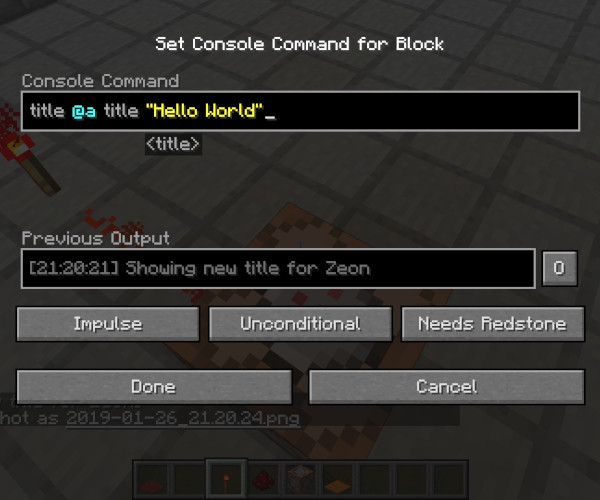 Set Console Command for Block
Console Command
title @a title "Hello World"_
<title>
Previous Output
[21:20:21] Showing new title for Zeon
O
Impulse
Unconditional
Needs Redstone
Done
Cancel
hot as 2019-01-26_21.20.24.png